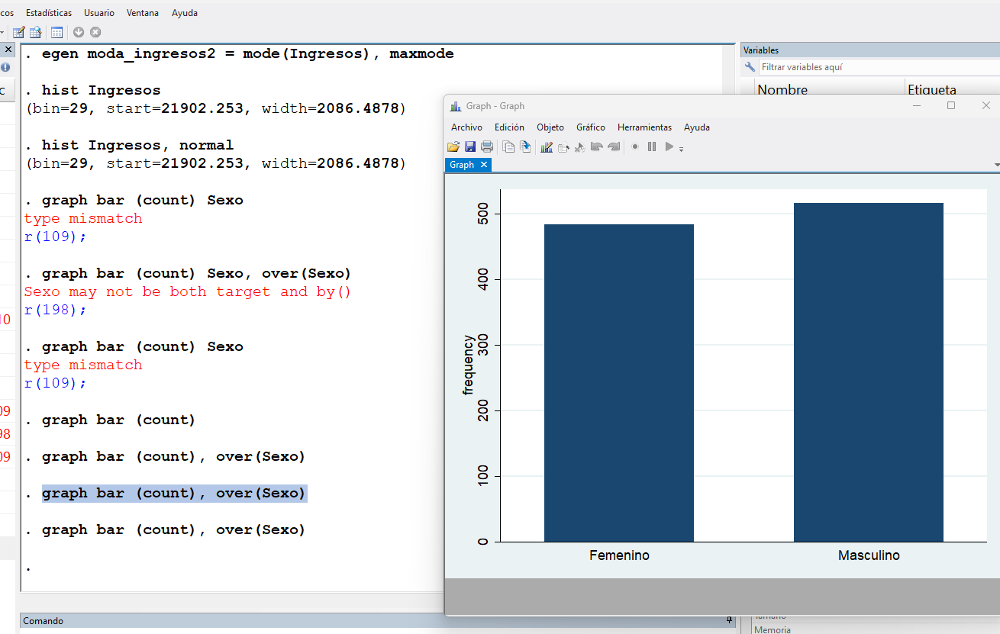 cos Estadísticas Usuario Ventana Ayuda
. egen moda_ingresos2 = mode(Ingresos), maxmode
. hist Ingresos
(bin=29, start=21902.253, width=2086.4878)
. hist Ingresos, normal
(bin=29, start=21902.253, width=2086.4878)
. graph bar (count) Sexo
type mismatch
r(109);
. graph bar (count) Sexo, over(Sexo)
Sexo may not be both target and by()
r(198);
. graph bar (count) Sexo
type mismatch
r(109);
. graph bar (count)
. graph bar (count), over(Sexo)
. graph bar (count), over(Sexo)
. graph bar (count), over(Sexo)
.
Comando
c
10
09
98
09
Variables
Filtrar variables aquí
Nombre Etiqueta
Graph - Graph
Archivo Edición Objeto Gráfico Herramientas Ayuda
Graph
500
400
300
200
100
0
frequency
Femenino Masculino
Tamaño
Memoria